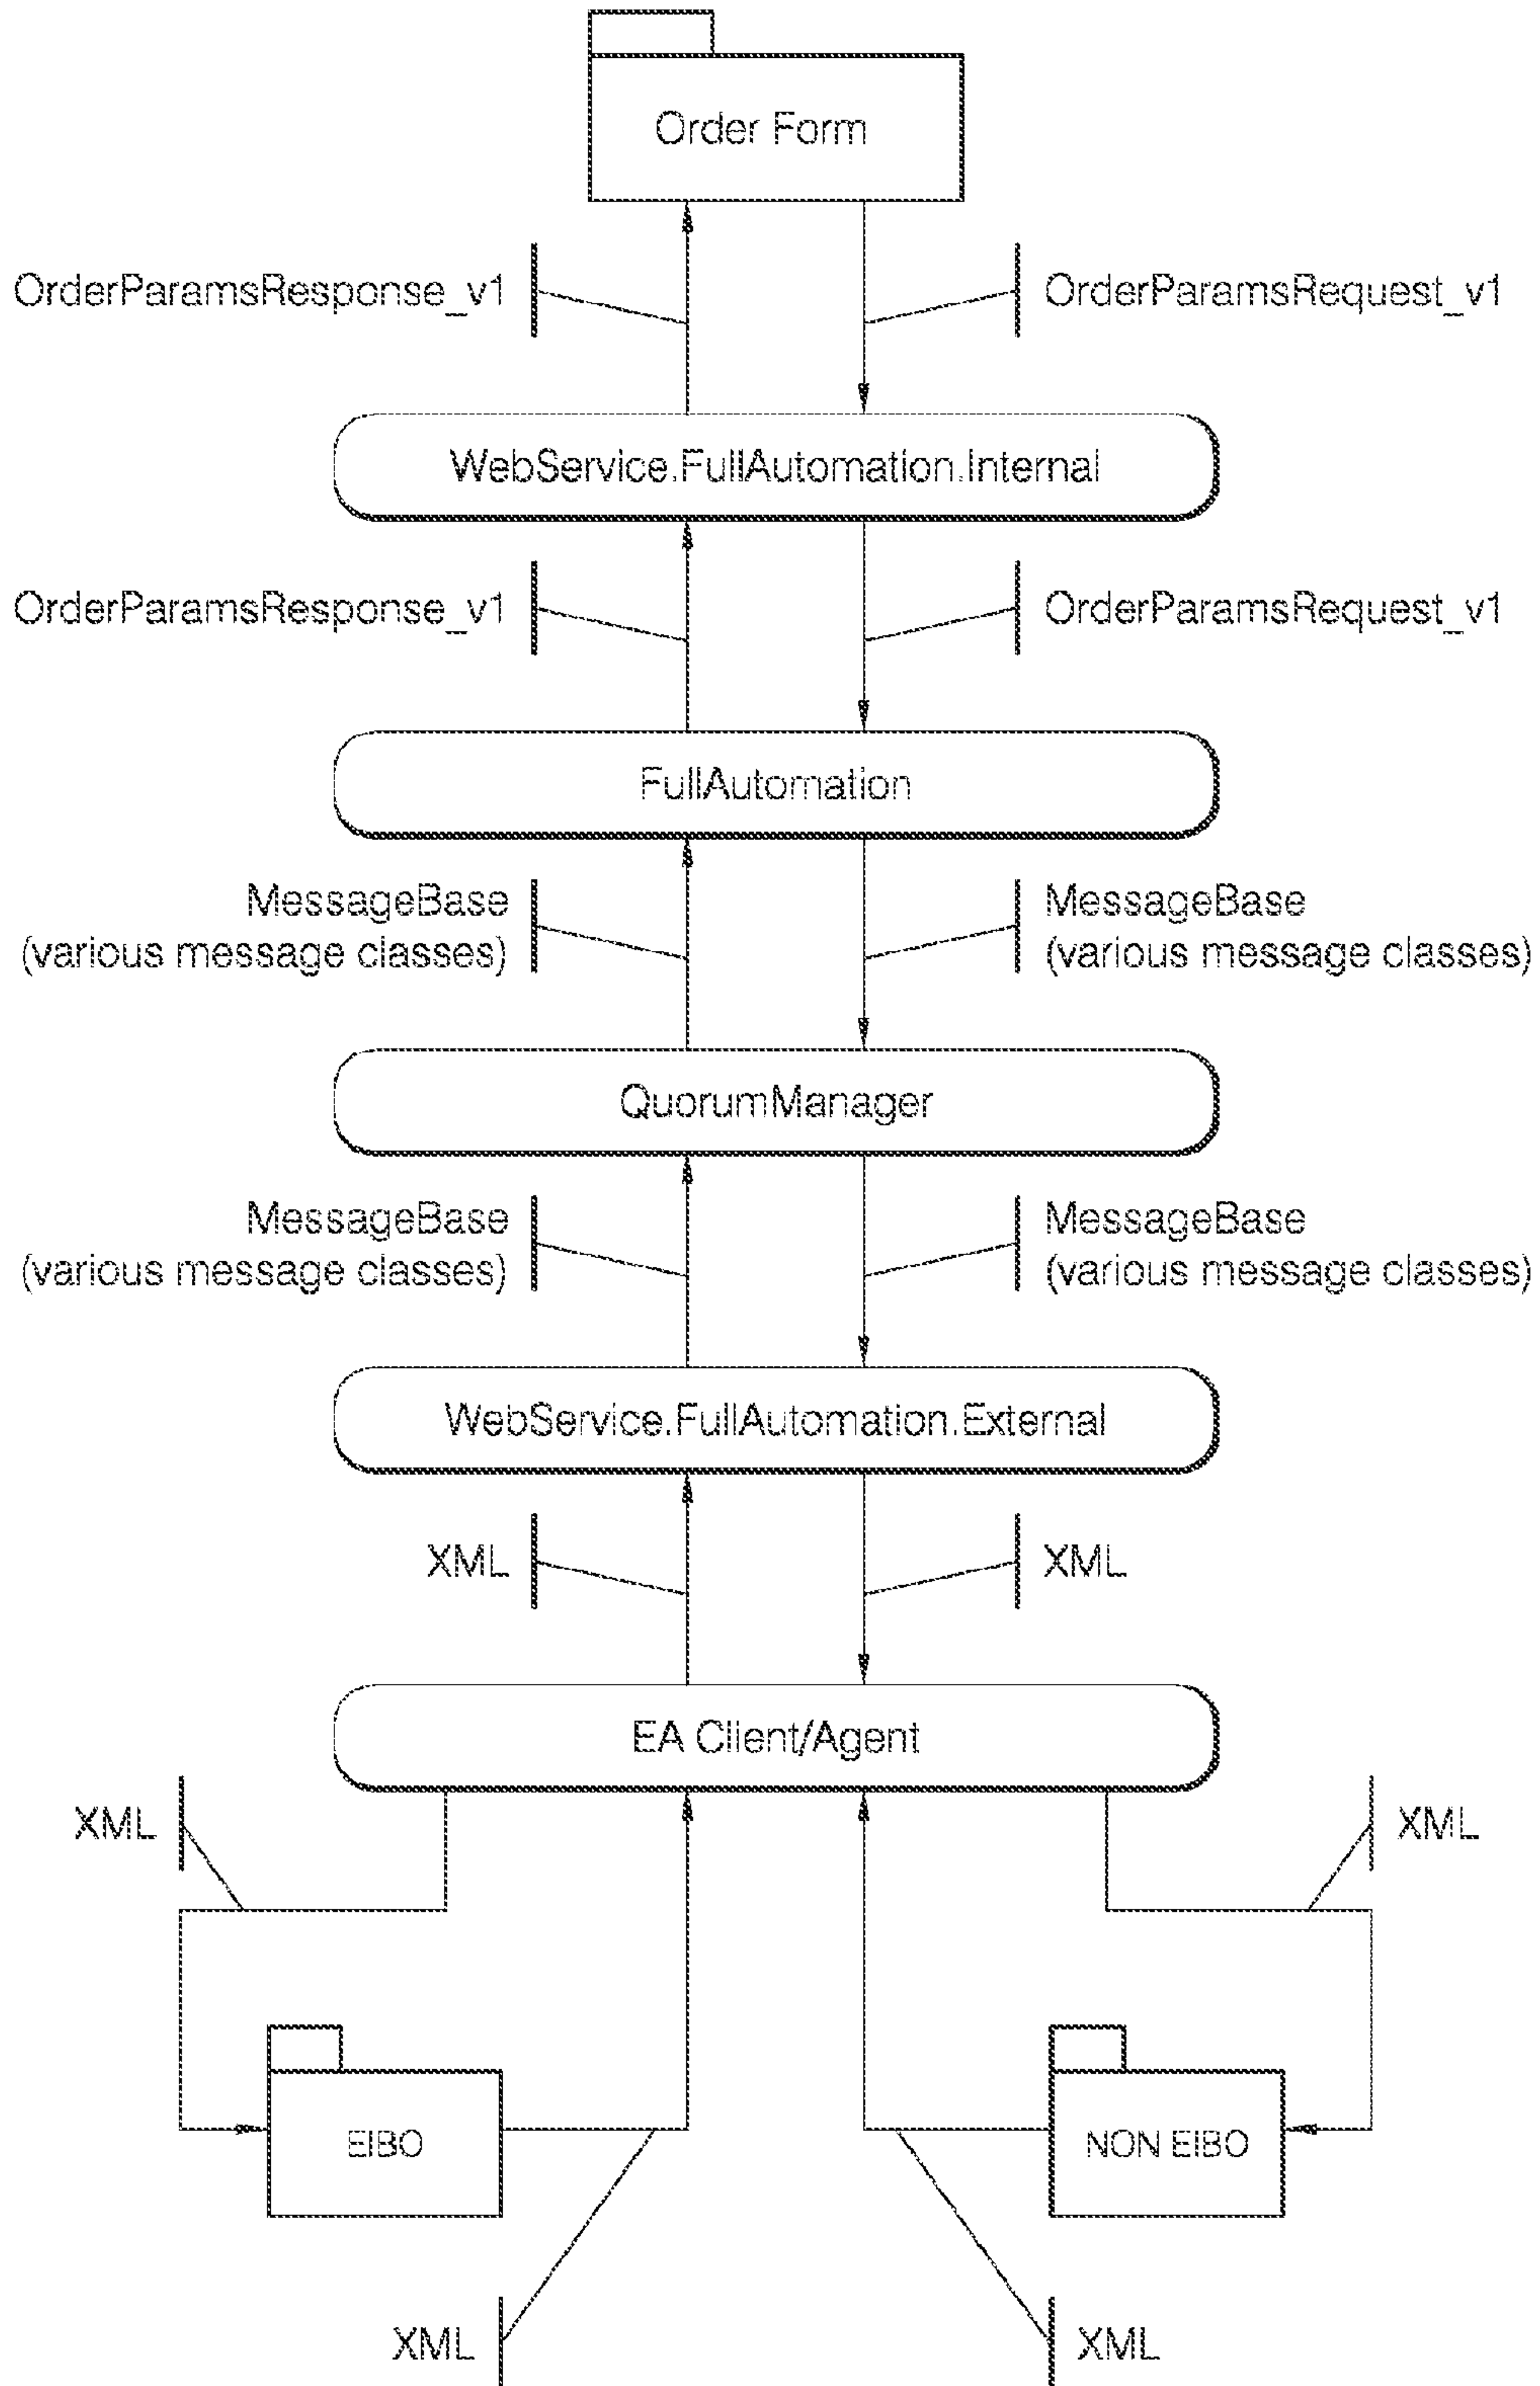 Order Form
OrderParamsResponse_v1
OrderParamsRequest_v1
WebService.FullAutomation.Internal
OrderParamsResponse_v1
OrderParamsRequest_v1
FullAutomation
MessageBase
(various message classes)
MessageBase
(various message classes)
QuorumManager
MessageBase
(various message classes)
MessageBase
(various message classes)
WebService.FullAutomation.External
XML
XML
EA Client/Agent
XML
XML
EIBO
NON EIBO
XML
XML